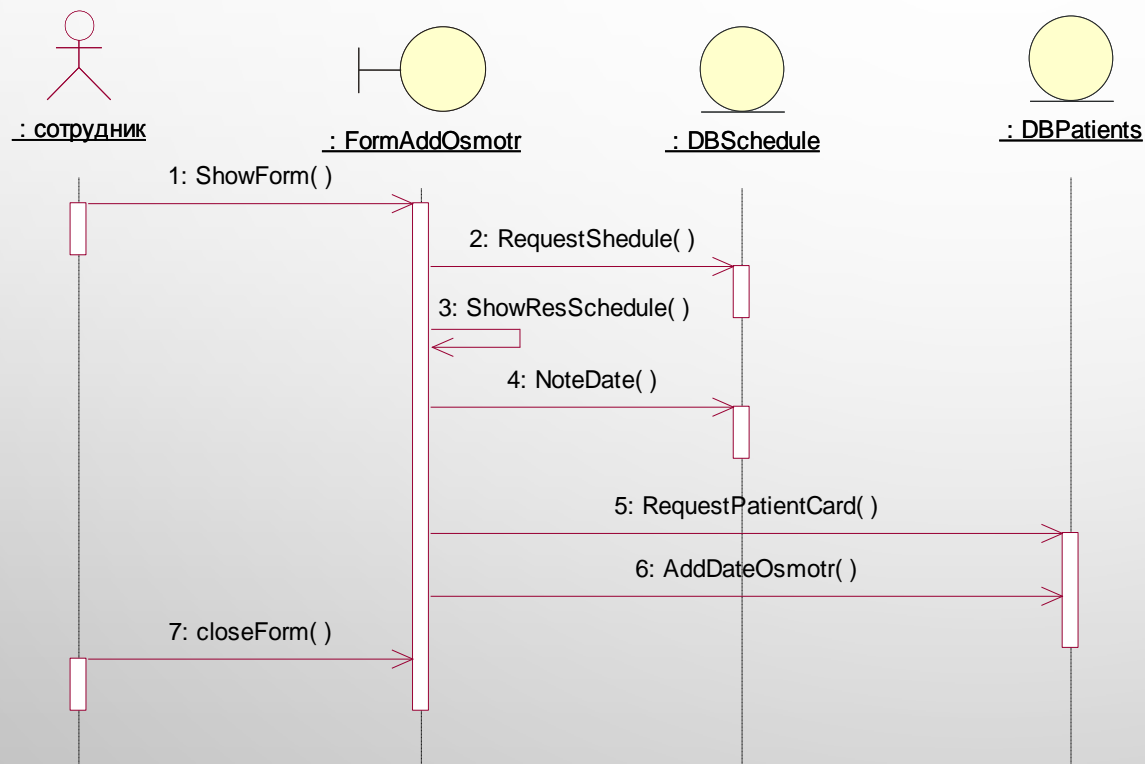 : сотрудник
: FormAddOsmotr
: DBSchedule
: DBPatients
1: ShowForm( )
2: RequestShedule( )
3: ShowResSchedule( )
4: NoteDate( )
5: RequestPatientCard( )
6: AddDateOsmotr( )
7: closeForm( )